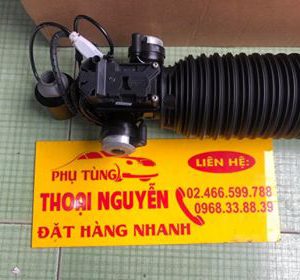 LIÊN HỆ:
PHỤ TÙNG
THOẠI NGUYỄN
02.466.599.788
0968.33.88.39
ĐẶT HÀNG NHANH